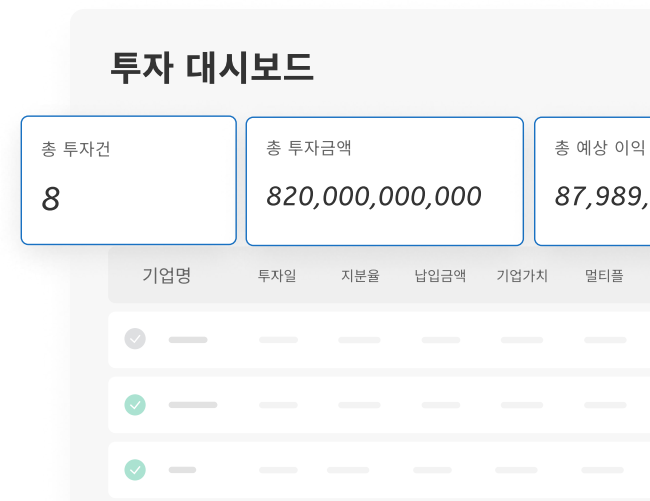 투자 대시보드
총 투자건
8
총 투자금액
820,000,000,000
총 예상 이익
87,989,
기업명 투자일 지분율 납입금액 기업가치 멀티플